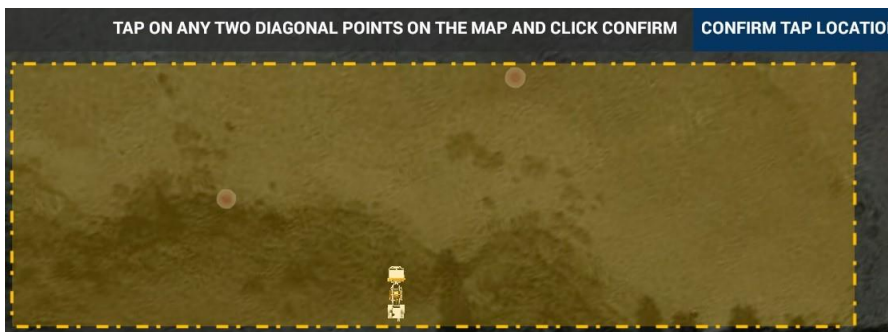 TAP ON ANY TWO DIAGONAL POINTS ON THE MAP AND CLICK CONFIRM
CONFIRM TAP LOCATIO